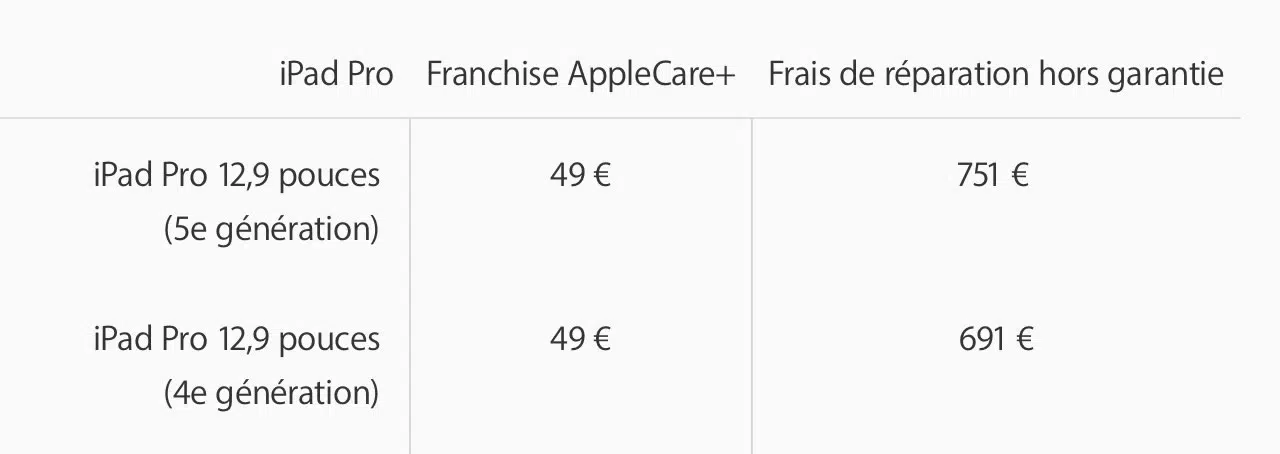 iPad Pro Franchise AppleCare+ Frais de réparation hors garantie
iPad Pro 12,9 pouces 49 € 751 €
(5e génération)
iPad Pro 12,9 pouces 49 € 691 €
(4e génération)